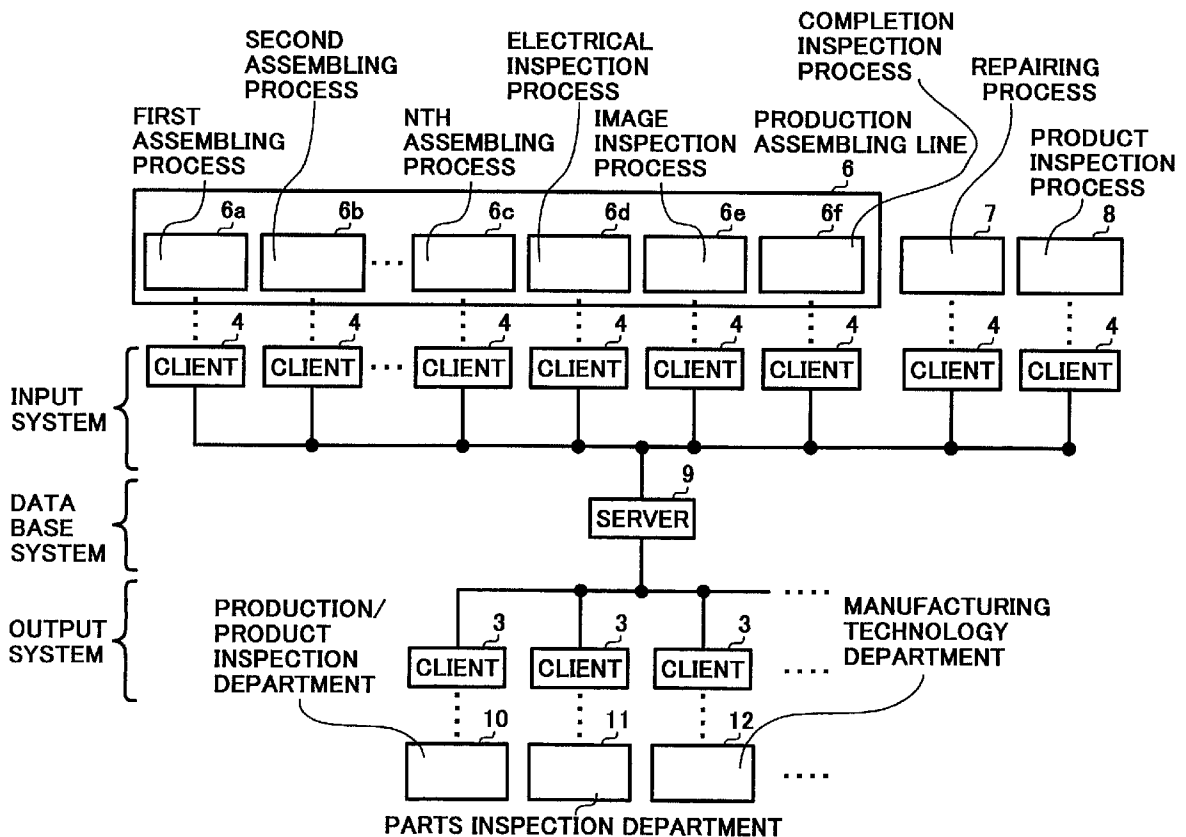 COMPLETION
INSPECTION
PROCESS
SECOND
ASSEMBLING
PROCESS
ELECTRICAL
INSPECTION
PROCESS
REPAIRING
PROCESS
FIRST
ASSEMBLING
PROCESS
NTH
ASSEMBLING
PROCESS
IMAGE
INSPECTION
PROCESS
PRODUCTION
ASSEMBLING LINE
PRODUCT
INSPECTION
PROCESS
6
6a 6b 6c 6d 6e 6f 7 8
4 4 4 4 4 4 4 4
CLIENT CLIENT CLIENT CLIENT CLIENT CLIENT CLIENT CLIENT
INPUT
SYSTEM
9
SERVER
DATA
BASE
SYSTEM
OUTPUT
SYSTEM
PRODUCTION/
PRODUCT
INSPECTION
DEPARTMENT
MANUFACTURING
TECHNOLOGY
DEPARTMENT
3 3 3
CLIENT CLIENT CLIENT
10 11 12
PARTS INSPECTION DEPARTMENT